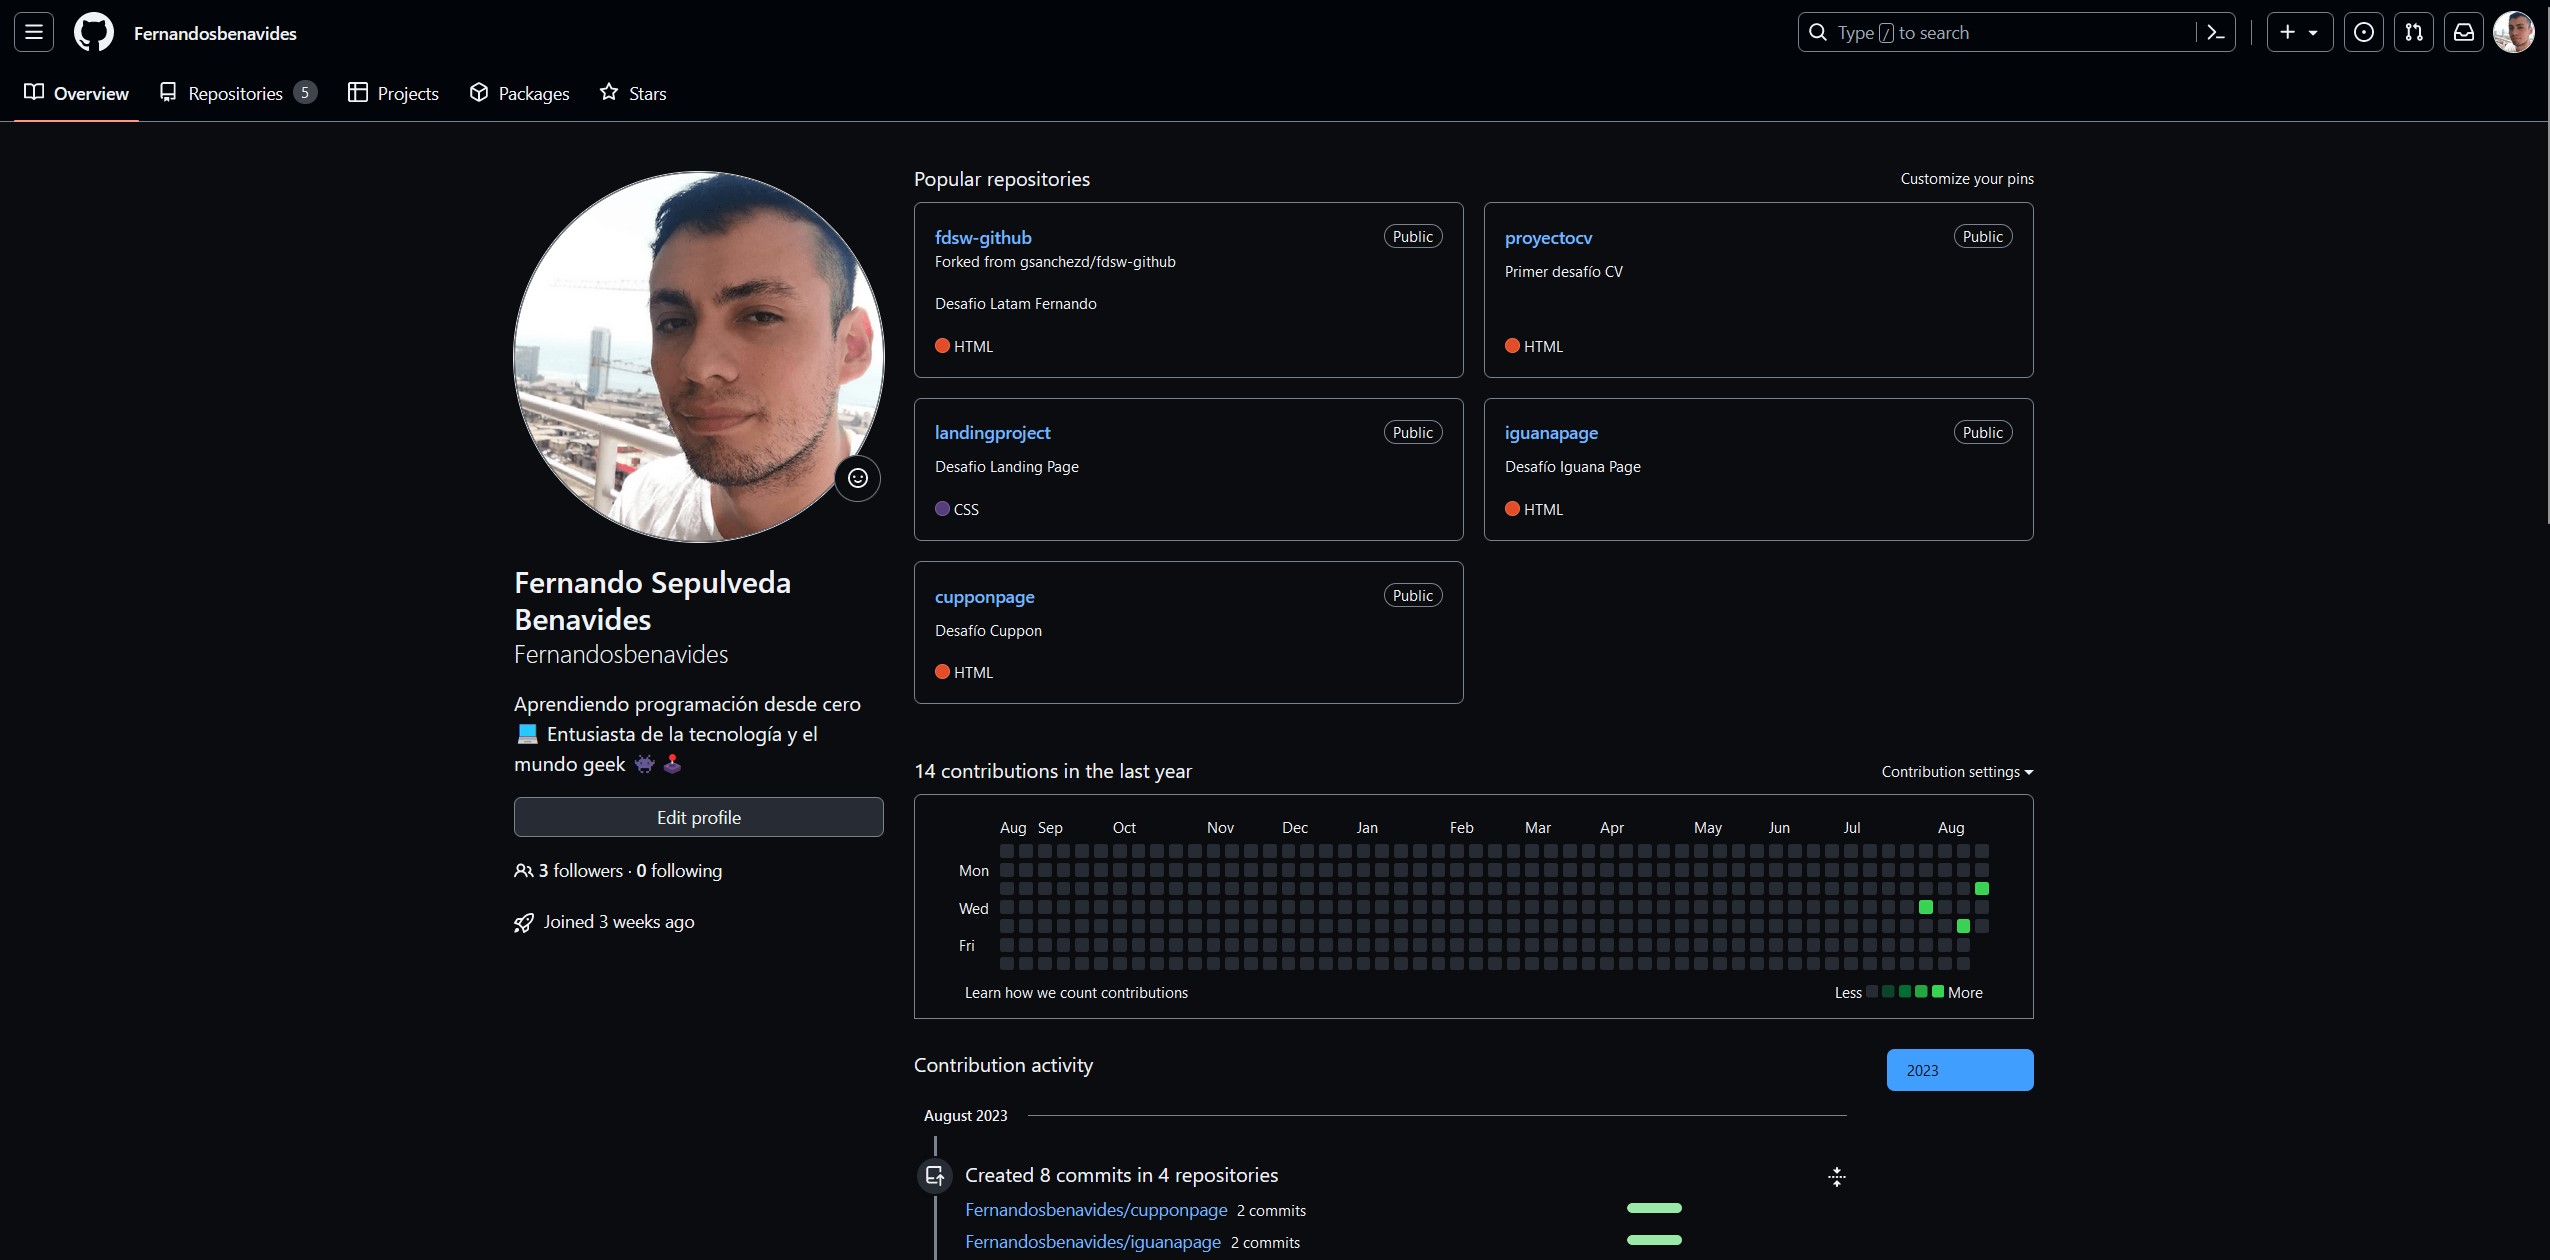 Fernandosbenavides
Type / to search
Overview
Repositories 5
Projects
Packages
Stars
Fernando Sepulveda
Benavides
Fernandosbenavides
Aprendiendo programación desde cero
💻 Entusiasta de la tecnología y el
mundo geek 👾 🕹️
Edit profile
3 followers · 0 following
Joined 3 weeks ago
Popular repositories
Customize your pins
fdsw-github
Public
Forked from gsanchezd/fdsw-github
Desafio Latam Fernando
HTML
proyectocv
Public
Primer desafío CV
HTML
landingproject
Public
Desafio Landing Page
CSS
iguanapage
Public
Desafío Iguana Page
HTML
cupponpage
Public
Desafío Cuppon
HTML
14 contributions in the last year
Contribution settings
Aug Sep Oct Nov Dec Jan Feb Mar Apr May Jun Jul Aug
Mon
Wed
Fri
Learn how we count contributions
Less More
Contribution activity
2023
August 2023
Created 8 commits in 4 repositories
Fernandosbenavides/cupponpage 2 commits
Fernandosbenavides/iguanapage 2 commits